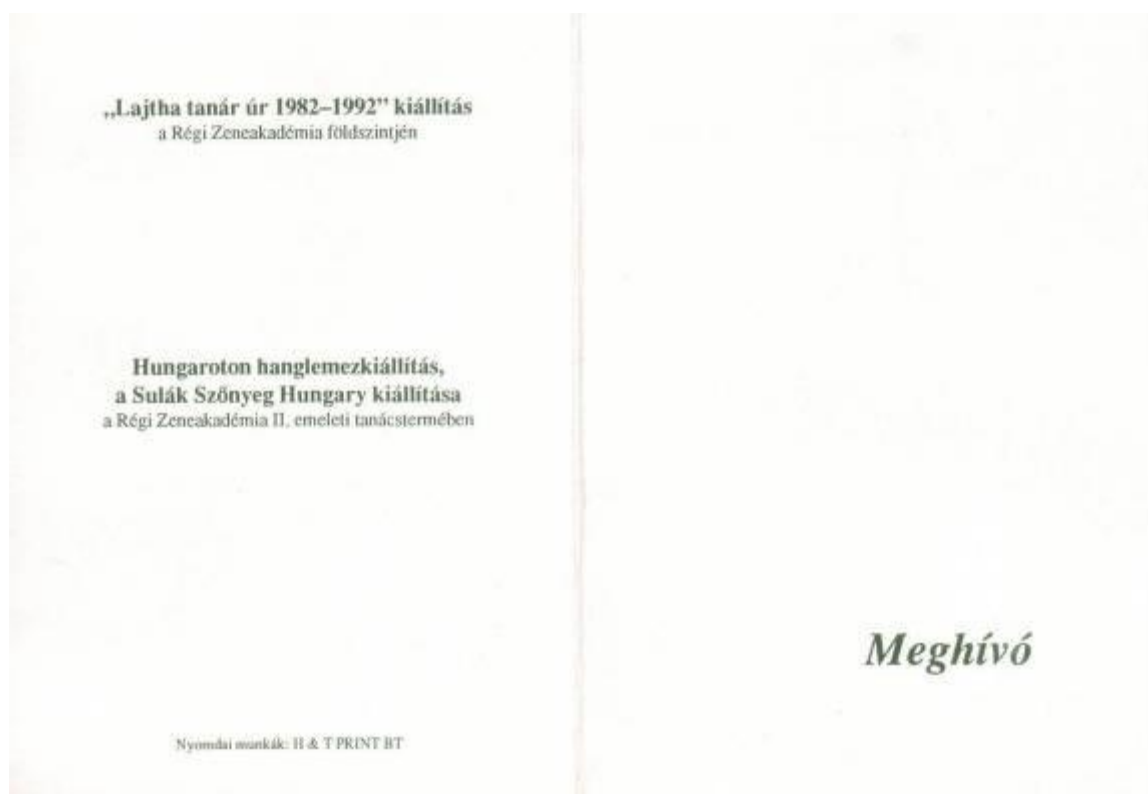 „Lajtha tanár úr 1982–1992” kiállítás
a Régi Zeneakadémia földszintjén
Hungaroton hanglemezkiállítás,
a Sulák Szőnyeg Hungary kiállítása
a Régi Zeneakadémia II. emeleti tanácstermében
Nyomdai munkák: H & T PRINT BT
Meghívó